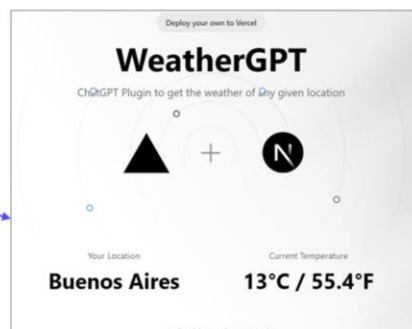 Deploy your own to Vercel
WeatherGPT
ChatGPT Plugin to get the weather of any given location
N
Your Location
Current Temperature
Buenos Aires
13°C / 55.4°F